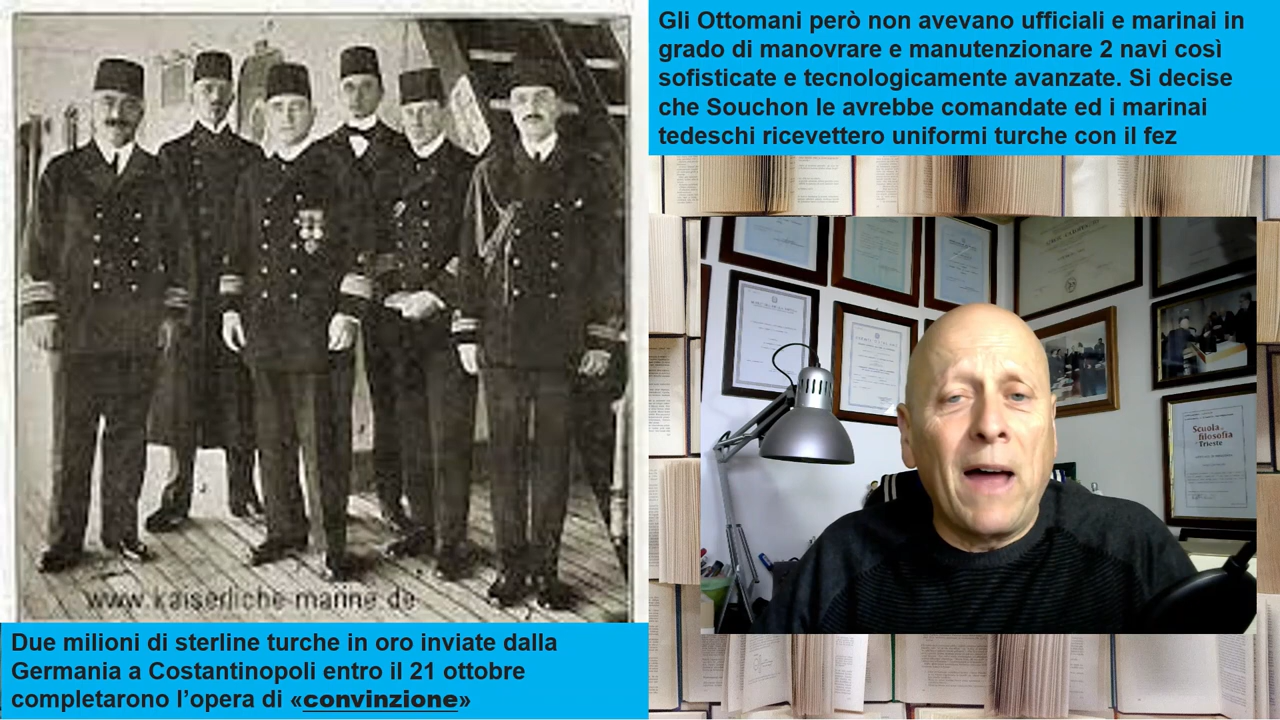 Gli Ottomani però non avevano ufficiali e marinai in
grado di manovrare e manutenzionare 2 navi così
sofisticate e tecnologicamente avanzate. Si decise
che Souchon le avrebbe comandate ed i marinai
tedeschi ricevettero uniformi turche con il fez
Scuola di
filosofia
Trieste
www.kaiserliche-marine.de
Due milioni di sterline turche in oro inviate dalla
Germania a Costantinopoli entro il 21 ottobre
completarono l'opera di «convinzione»